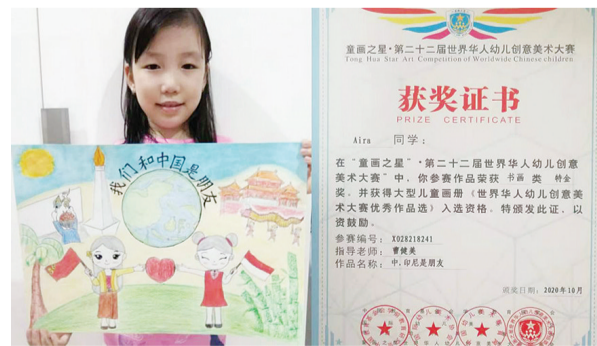 我们和中国是朋友
童画之星·第二十二届世界华人幼儿创意美术大赛
Tong Hua Star Art Competition of Worldwide Chinese children
获奖证书
PRIZE CERTIFICATE
Aira 同学：
在“童画之星”·第二十二届世界华人幼儿创意
美术大赛”中，你参赛作品荣获 书画 类 特金
奖，并获得大型儿童画册《世界华人幼儿创意美
术大赛优秀作品选》入选资格，特颁发此证，以
资鼓励。
参赛编号：X028218241
指导老师：曹健美
作品名称：中，印尼是朋友
颁奖日期：2020年10月